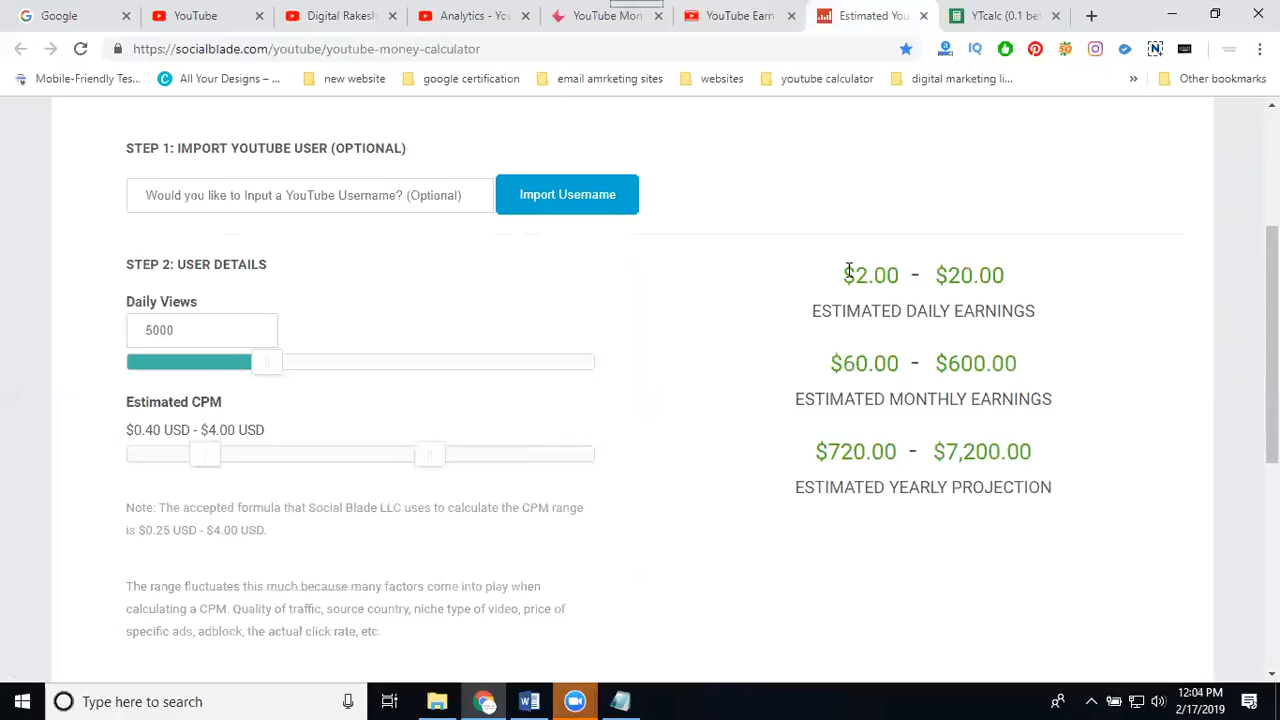 Google
YouTube
Digital Rakesh
Analytics - You
YouTube Mon
YouTube Earn
Estimated You
YTcalc (0.1 bet
https://socialblade.com/youtube/youtube-money-calculator
Mobile-Friendly Tes...
All Your Designs – ...
new website
google certification
email amrketing sites
websites
youtube calculator
digital marketing li...
»
Other bookmarks
STEP 1: IMPORT YOUTUBE USER (OPTIONAL)
Would you like to Input a YouTube Username? (Optional)
Import Username
STEP 2: USER DETAILS
Daily Views
5000
Estimated CPM
$0.40 USD - $4.00 USD
Note: The accepted formula that Social Blade LLC uses to calculate the CPM range
is $0.25 USD - $4.00 USD.
The range fluctuates this much because many factors come into play when
calculating a CPM. Quality of traffic, source country, niche type of video, price of
specific ads, adblock, the actual click rate, etc.
$2.00 - $20.00
ESTIMATED DAILY EARNINGS
$60.00 - $600.00
ESTIMATED MONTHLY EARNINGS
$720.00 - $7,200.00
ESTIMATED YEARLY PROJECTION
Type here to search
12:04 PM
2/17/2019